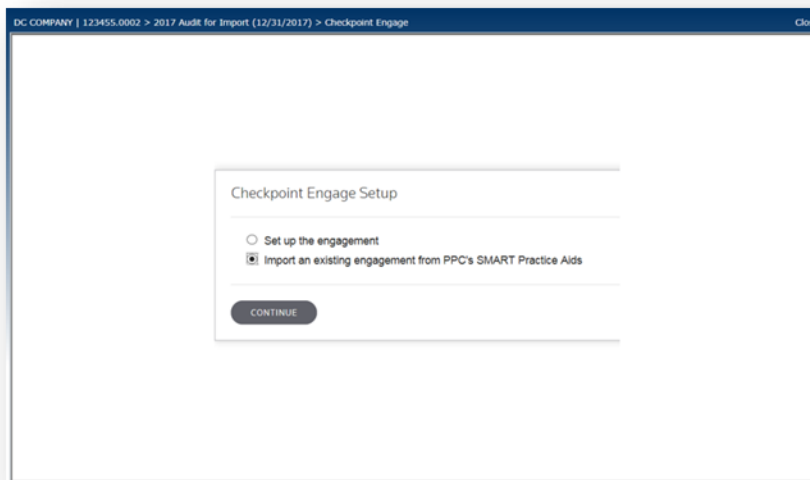 DC COMPANY | 123455.0002 > 2017 Audit for Import (12/31/2017) > Checkpoint Engage
Checkpoint Engage Setup
Set up the engagement
Import an existing engagement from PPC's SMART Practice Aids
CONTINUE